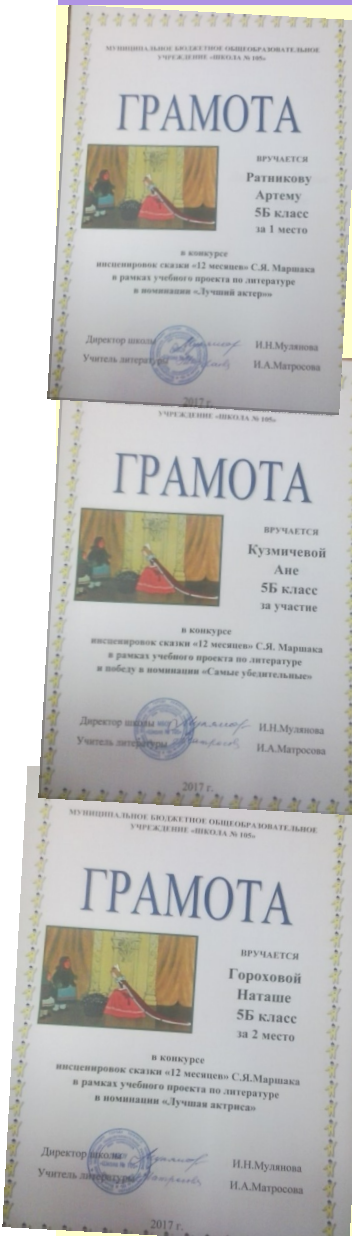 МУНИЦИПАЛЬНОЕ БЮДЖЕТНОЕ ОБЩЕОБРАЗОВАТЕЛЬНОЕ
УЧРЕЖДЕНИЕ «ШКОЛА № 105»
ГРАМОТА
ВРУЧАЕТСЯ
Ратникову
Артему
5Б класс
за 1 место
в конкурсе
инсценировок сказки «12 месяцев» С.Я. Маршака
в рамках учебного проекта по литературе
в номинации «Лучший актер»»
Директор школы И.Н.Мулянова
Учитель литературы И.А.Матросова
2017 г.
УЧРЕЖДЕНИЕ «ШКОЛА № 105»
ГРАМОТА
ВРУЧАЕТСЯ
Кузмичевой
Ане
5Б класс
за участие
в конкурсе
инсценировок сказки «12 месяцев» С.Я. Маршака
в рамках учебного проекта по литературе
и победу в номинации «Самые убедительные»
Директор школы И.Н.Мулянова
Учитель литературы И.А.Матросова
2017 г.
МУНИЦИПАЛЬНОЕ БЮДЖЕТНОЕ ОБЩЕОБРАЗОВАТЕЛЬНОЕ
УЧРЕЖДЕНИЕ «ШКОЛА № 105»
ГРАМОТА
ВРУЧАЕТСЯ
Гороховой
Наташе
5Б класс
за 2 место
в конкурсе
инсценировок сказки «12 месяцев» С.Я.Маршака
в рамках учебного проекта по литературе
в номинации «Лучшая актриса»
Директор школы И.Н.Мулянова
Учитель литературы И.А.Матросова
2017 г.